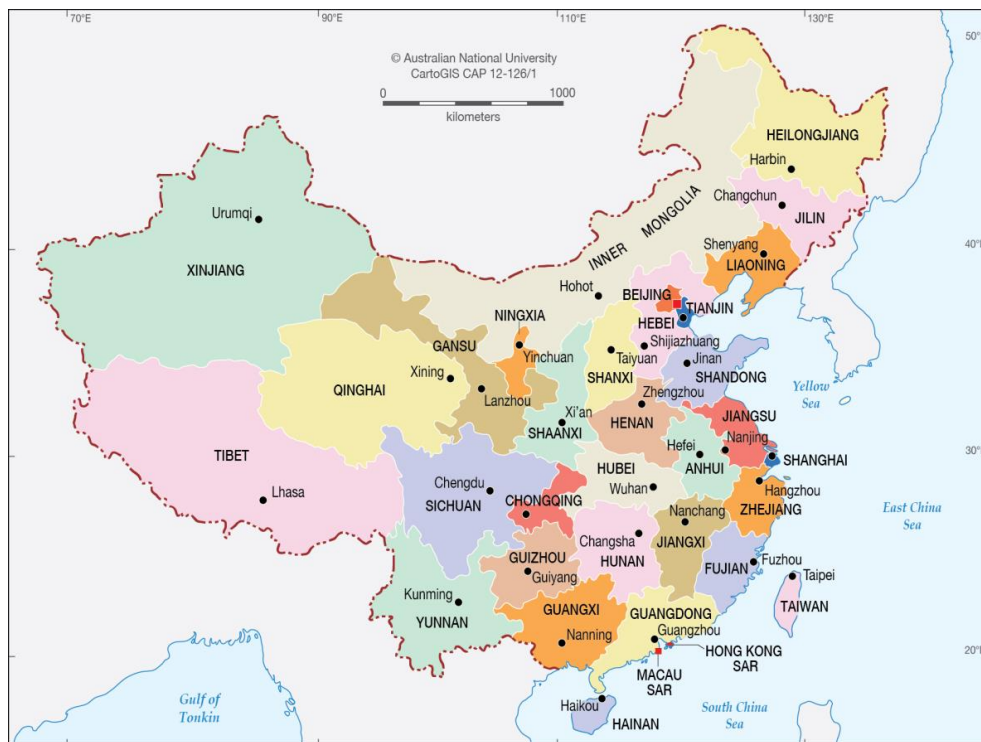 70°E
90°E
110°E
130°E
50°
© Australian National University
CartoGIS CAP 12-126/1
0
1000
kilometers
HEILONGJIANG
Harbin
Changchun
JILIN
Urumqi
INNER MONGOLIA
Shenyang
LIAONING
40°
XINJIANG
Hohot
BEIJING
TIANJIN
NINGXIA
HEBEI
GANSU
Yinchuan
Taiyuan
Shijiazhuang
Jinan
Xining
SHANXI
SHANDONG
QINGHAI
Lanzhou
Zhengzhou
Yellow
Sea
Xi'an
HENAN
JIANGSU
SHAANXI
Hefei
Nanjing
30°
TIBET
HUBEI
ANHUI
SHANGHAI
Chengdu
Wuhan
Hangzhou
Lhasa
SICHUAN
CHONGQING
Nanchang
ZHEJIANG
East China
Sea
Changsha
JIANGXI
GUIZHOU
HUNAN
FUJIAN
Fuzhou
Guiyang
Taipei
Kunming
GUANGXI
GUANGDONG
TAIWAN
YUNNAN
Nanning
Guangzhou
HONG KONG
SAR
20°
MACAU
SAR
Gulf of
Tonkin
Haikou
HAINAN
South China
Sea